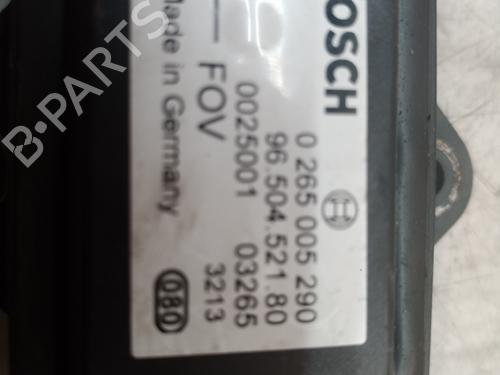 BOSCH
0 265 005 290
96.504.521.80
0025001 03265
FOV 3213
Made in Germany
080
B-Parts